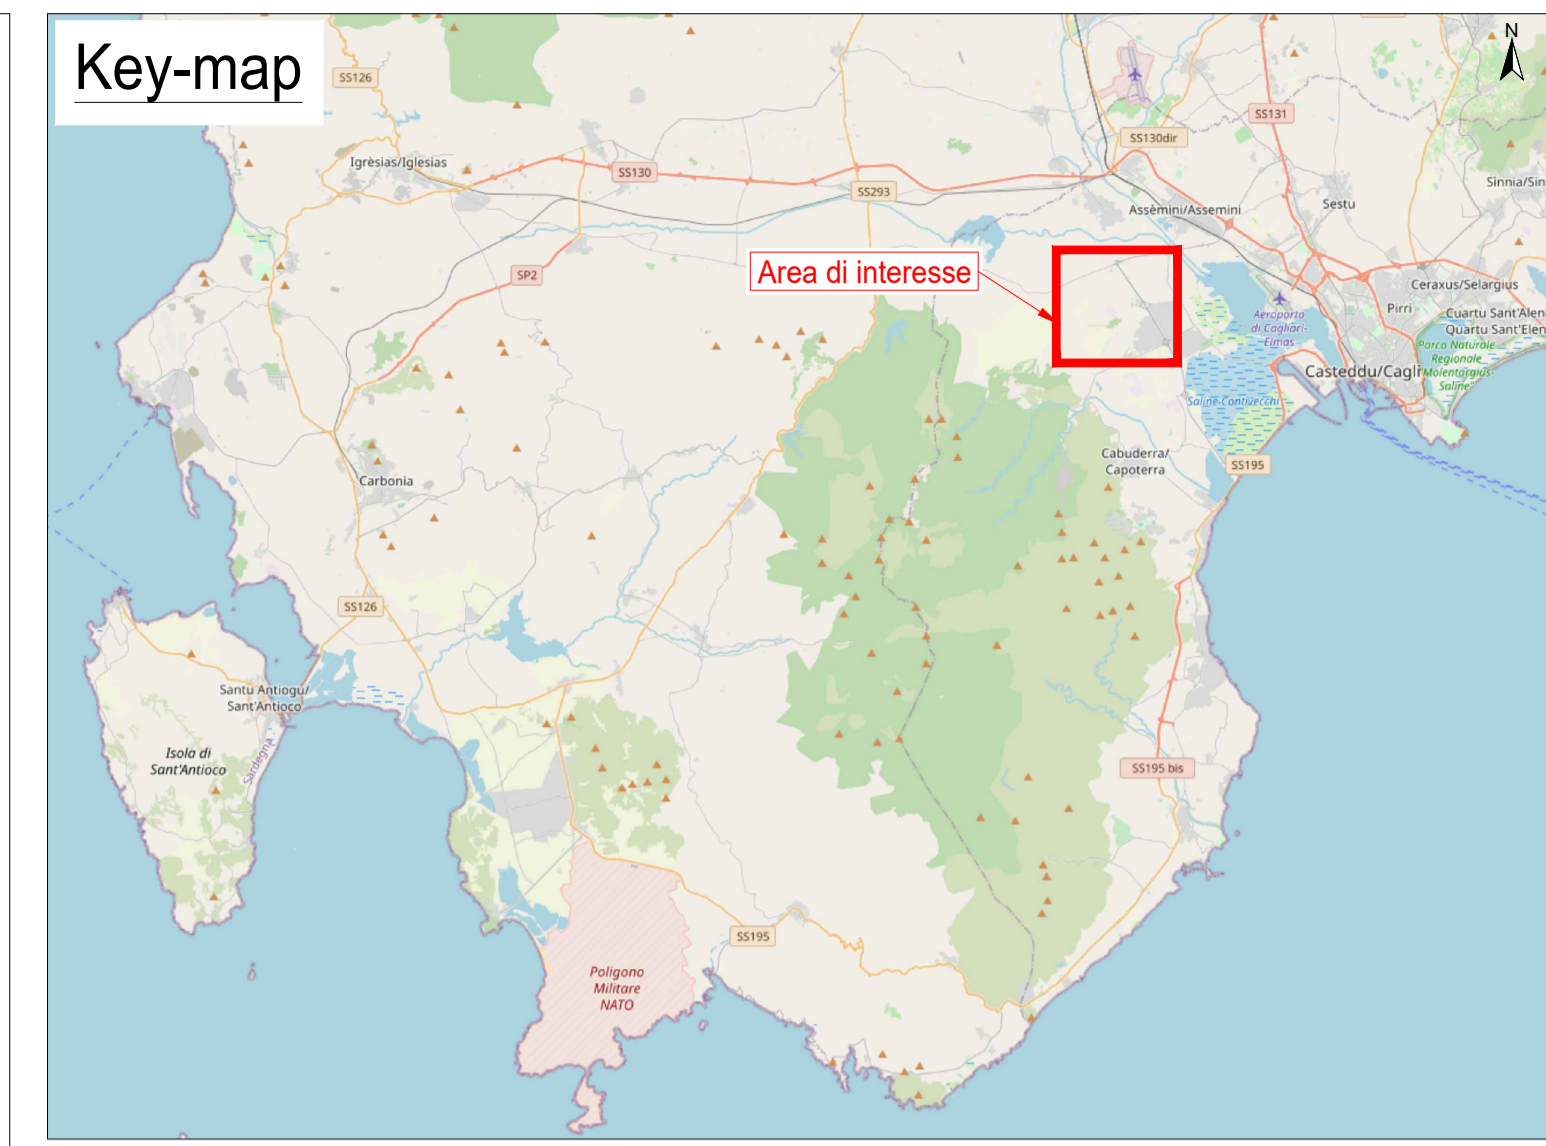 Key-map
N
SS126
SS131
SS130dir
Igrèsias/Iglesias
SS130
SS293
Sinnia/Sin
Assèmini/Assemini
Sestu
Area di interesse
SP2
Ceraxus/Selargius
Pirri
Cuartu Sant'Alen
Quartu Sant'Elen
Aeroporto
di Cagliari-
Elmas
Parco Naturale
Regionale
Molentargius
Saline"
Casteddu/Cagli
Saline Contivecchi
Cabuderra/
Capoterra
SS195
Carbonia
SS126
Santu Antiogu/
Sant'Antioco
Isola di
Sant'Antioco
Sardegna
SS195 bis
SS195
Poligono
Militare
NATO